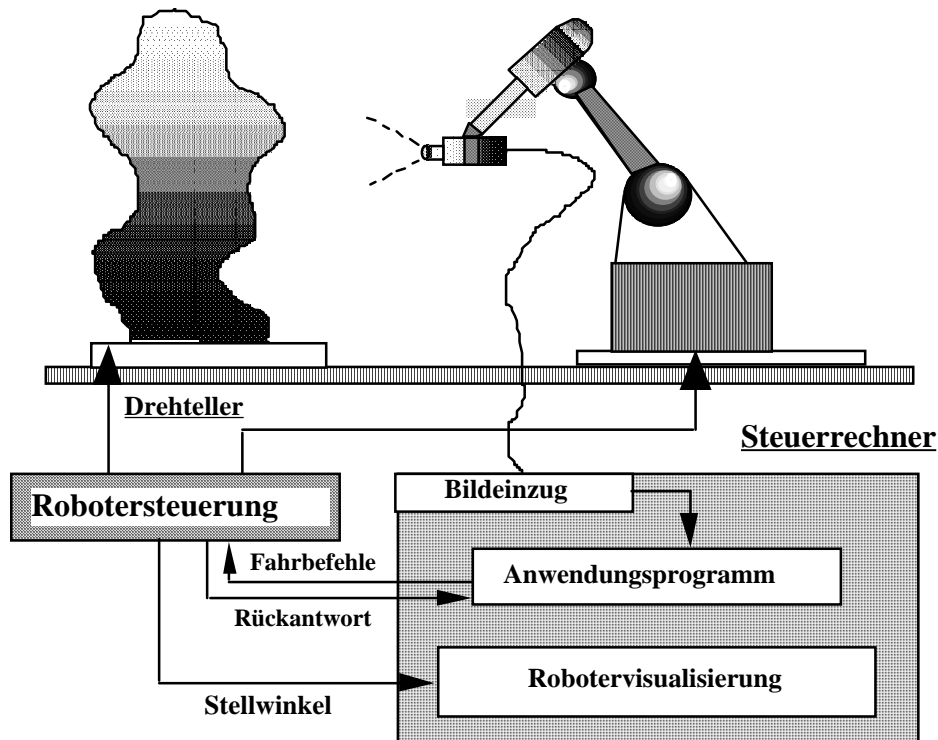 Drehteller
Steuerrechner
Bildeinzug
Robotersteuerung
Fahrbefehle
Anwendungsprogramm
Rückantwort
Robotervisualisierung
Stellwinkel